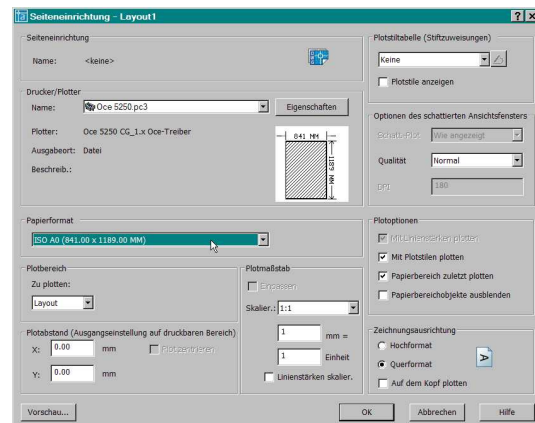 Seiteneinrichtung - Layout1
Seiteneinrichtung
Name: <keine>
Plotstiltabelle (Stiftzuweisungen)
Keine
Plotstile anzeigen
Drucker/Plotter
Name: Oce 5250.pc3
Eigenschaften
Plotter: Oce 5250 CG_1.x Oce-Treiber
Ausgabeort: Datei
Beschreib.:
841 MM
1189 MM
Optionen des schattierten Ansichtsfensters
Schatt-Plot Wie angezeigt
Qualität Normal
DPI 180
Papierformat
ISO A0 (841.00 x 1189.00 MM)
Plotoptionen
Mit Linienstärken plotten
Mit Plotstilen plotten
Papierbereich zuletzt plotten
Papierbereichobjekte ausblenden
Plotbereich
Zu plotten:
Layout
Plotmaßstab
Einpassen
Skalier.: 1:1
1 mm =
1 Einheit
Linienstärken skalier.
Plotabstand (Ausgangseinstellung auf druckbaren Bereich)
X: 0.00 mm
Plot zentrieren
Y: 0.00 mm
Zeichnungsausrichtung
Hochformat
Querformat
Auf dem Kopf plotten
A
Vorschau...
OK
Abbrechen
Hilfe